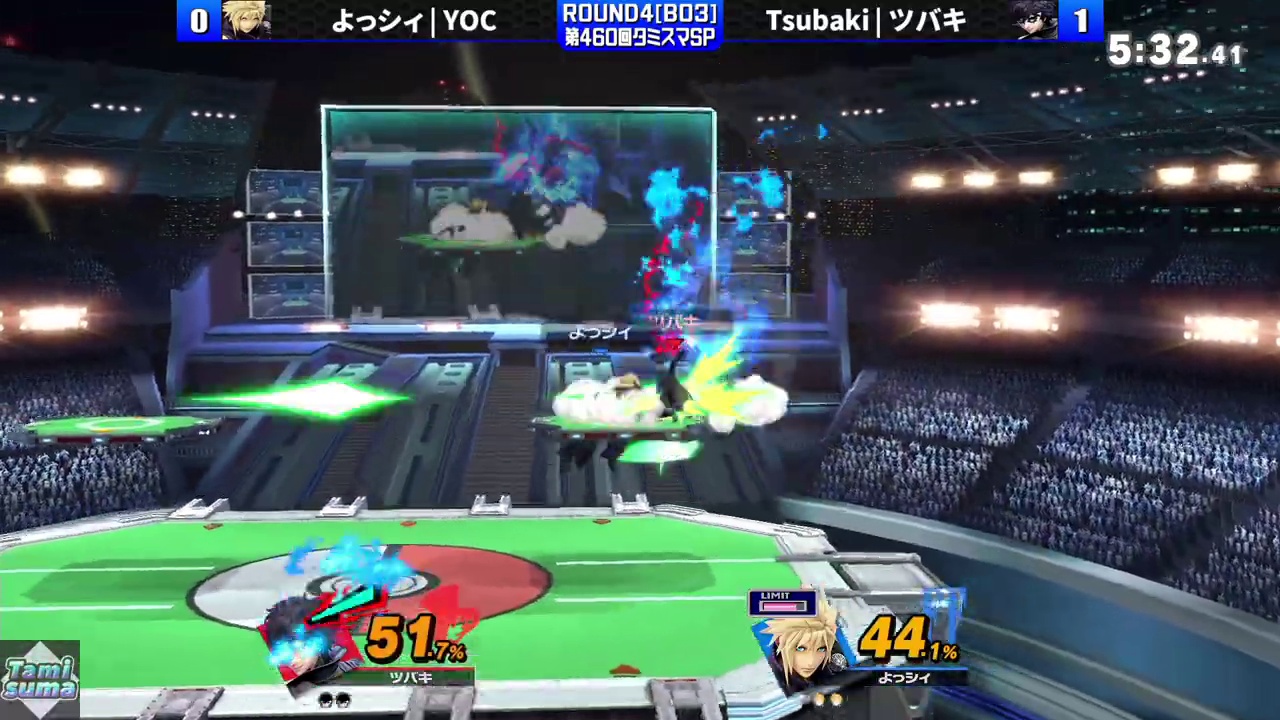 0
よっシィ | YOC
ROUND4[BO3]
第460回タミスマSP
Tsubaki | ツバキ
1
5:32.41
よっシイ
ツバキ
LIMIT
51.7%
ツバキ
44.1%
よっシイ
Tami
suma